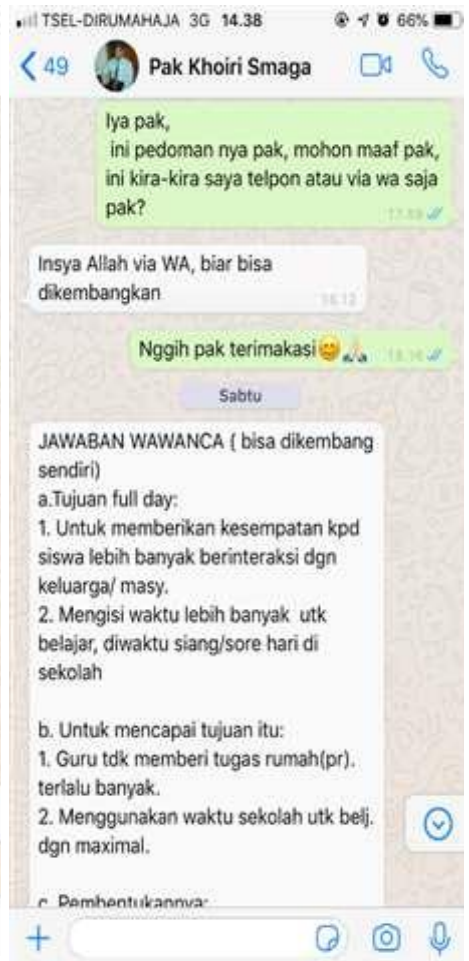 TSEL-DIRUMAHAJA 3G 14.38 66%
49 Pak Khoiri Smaga
Iya pak,
ini pedoman nya pak, mohon maaf pak,
ini kira-kira saya telpon atau via wa saja
pak?
Insya Allah via WA, biar bisa
dikembangkan
18.12
Nggih pak terimakasi😊🙏🏻
Sabtu
JAWABAN WAWANCA ( bisa dikembang
sendiri)
a.Tujuan full day:
1. Untuk memberikan kesempatan kpd
siswa lebih banyak berinteraksi dgn
keluarga/ masy.
2. Mengisi waktu lebih banyak utk
belajar, diwaktu siang/sore hari di
sekolah
b. Untuk mencapai tujuan itu:
1. Guru tdk memberi tugas rumah(pr).
terlalu banyak.
2. Menggunakan waktu sekolah utk belj.
dgn maximal.
c. Pembentukannya: